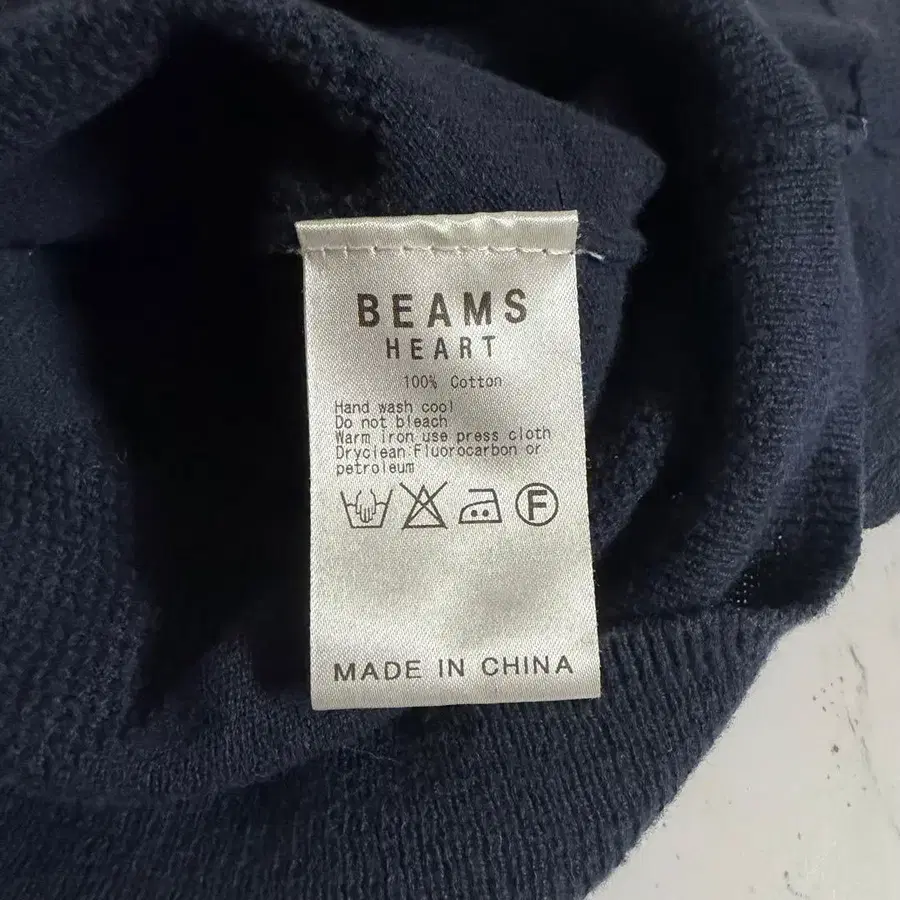 BEAMS
HEART
100% Cotton
Hand wash cool
Do not bleach
Warm iron use press cloth
Dryclean:Fluorocarbon or
petroleum
F
MADE IN CHINA